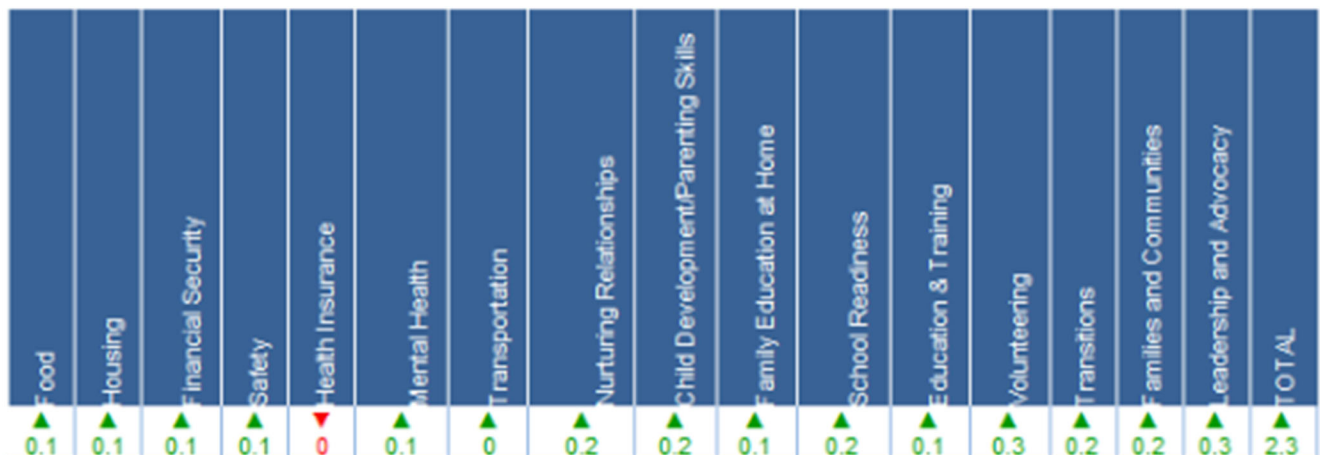 Food
Housing
Financial Security
Safety
Health Insurance
Mental Health
Transportation
Nurturing Relationships
Child Development/Parenting Skills
Family Education at Home
School Readiness
Education & Training
Volunteering
Transitions
Families and Communities
Leadership and Advocacy
TOTAL
0.1 0.1 0.1 0.1 0 0.1 0 0.2 0.2 0.1 0.2 0.1 0.3 0.2 0.2 0.3 2.3